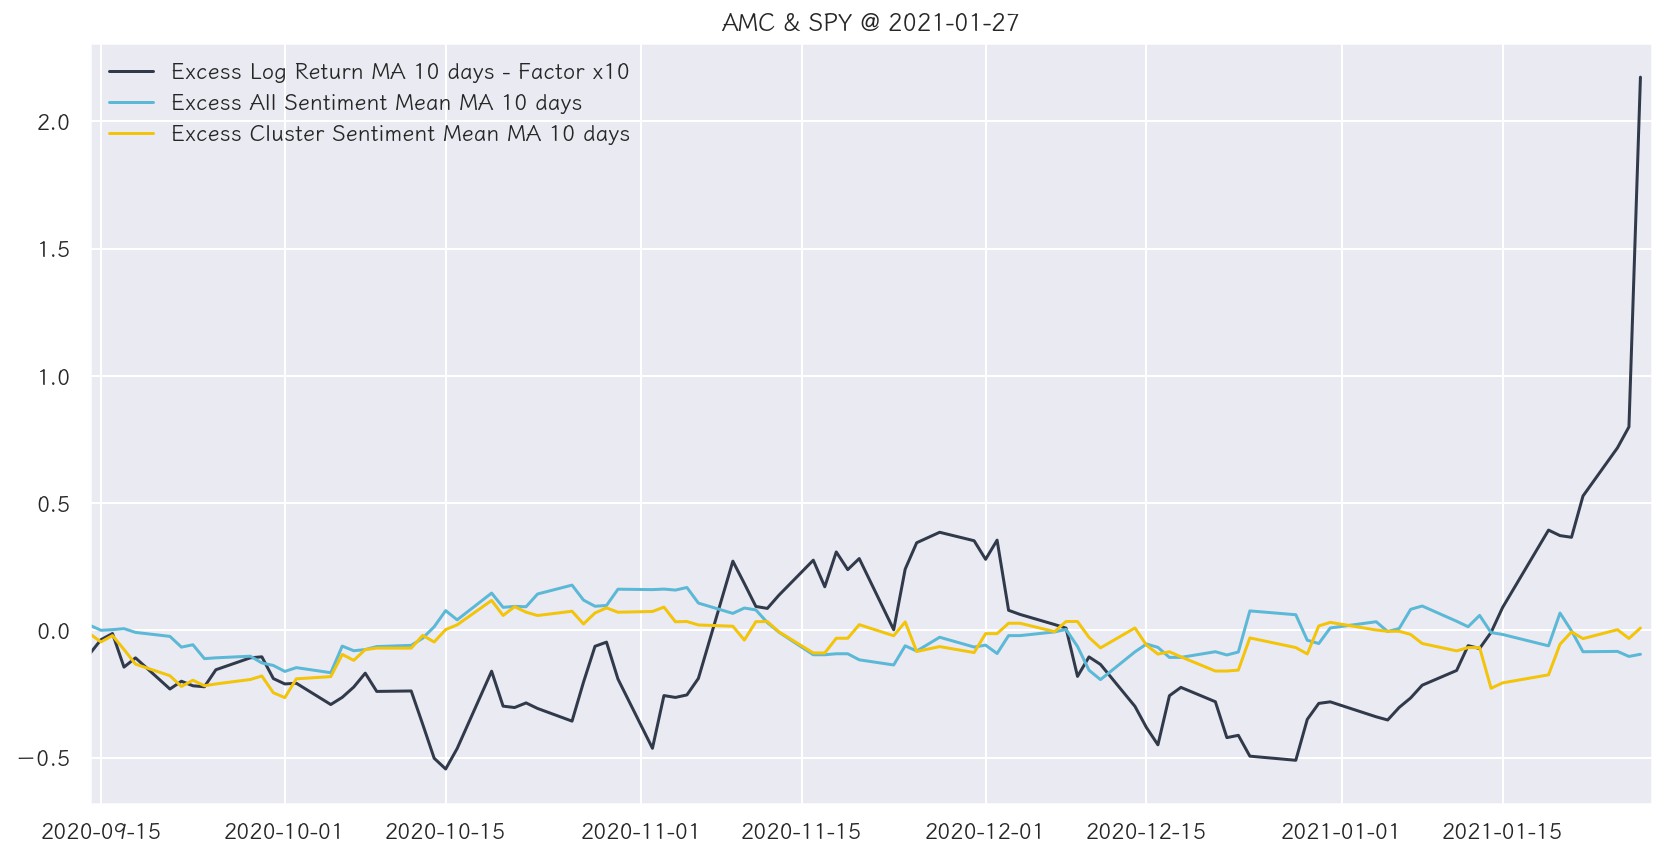 AMC & SPY @ 2021-01-27
Excess Log Return MA 10 days - Factor x10
Excess All Sentiment Mean MA 10 days
Excess Cluster Sentiment Mean MA 10 days
2.0
1.5
1.0
0.5
0.0
−0.5
2020-09-15 2020-10-01 2020-10-15 2020-11-01 2020-11-15 2020-12-01 2020-12-15 2021-01-01 2021-01-15